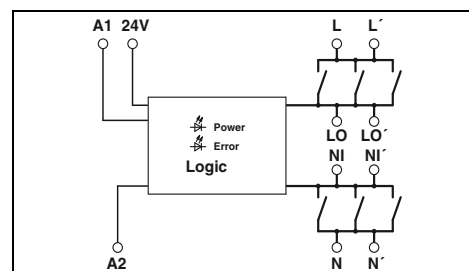 A1 24V L L´
Power
Error
Logic
LO LO´
NI NI´
A2 N N´